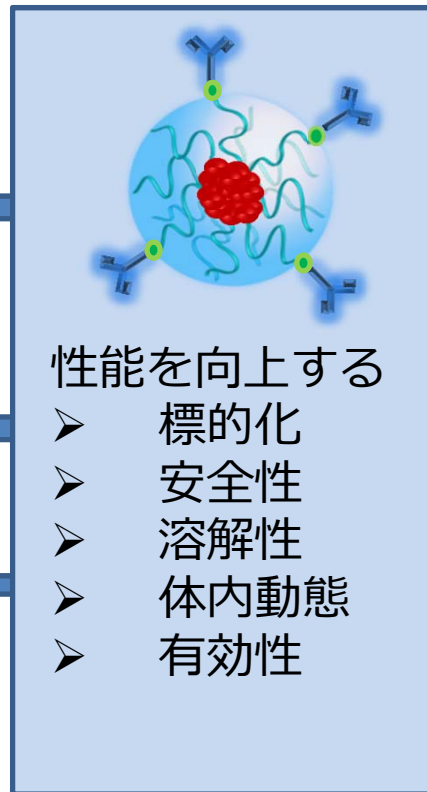 性能を向上する
➢ 標的化
➢ 安全性
➢ 溶解性
➢ 体内動態
➢ 有効性